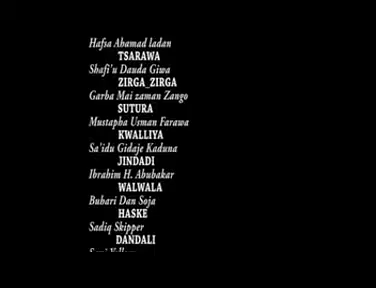 Hafsa Ahamad ladan
TSARAWA
Shafi'u Dauda Giwa
ZIRGA_ZIRGA
Garba Mai zaman Zango
SUTURA
Mustapha Usman Farawa
KWALLIYA
Sa'idu Gidaje Kaduna
JINDADI
Ibrahim H. Abubakar
WALWALA
Buhari Dan Soja
HASKE
Sadiq Skipper
DANDALI